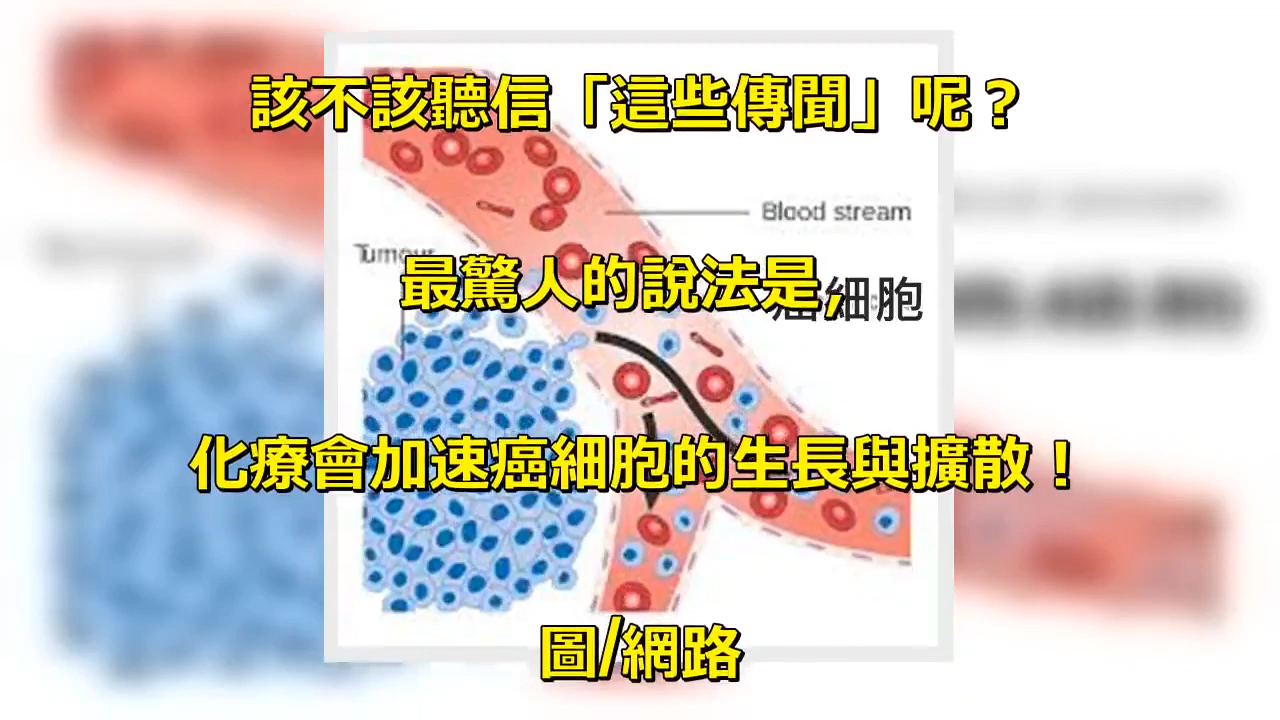 該不該聽信「這些傳聞」呢？
Blood stream
Tumour
最驚人的說法是，
癌細胞
化療會加速癌細胞的生長與擴散！
圖/網路